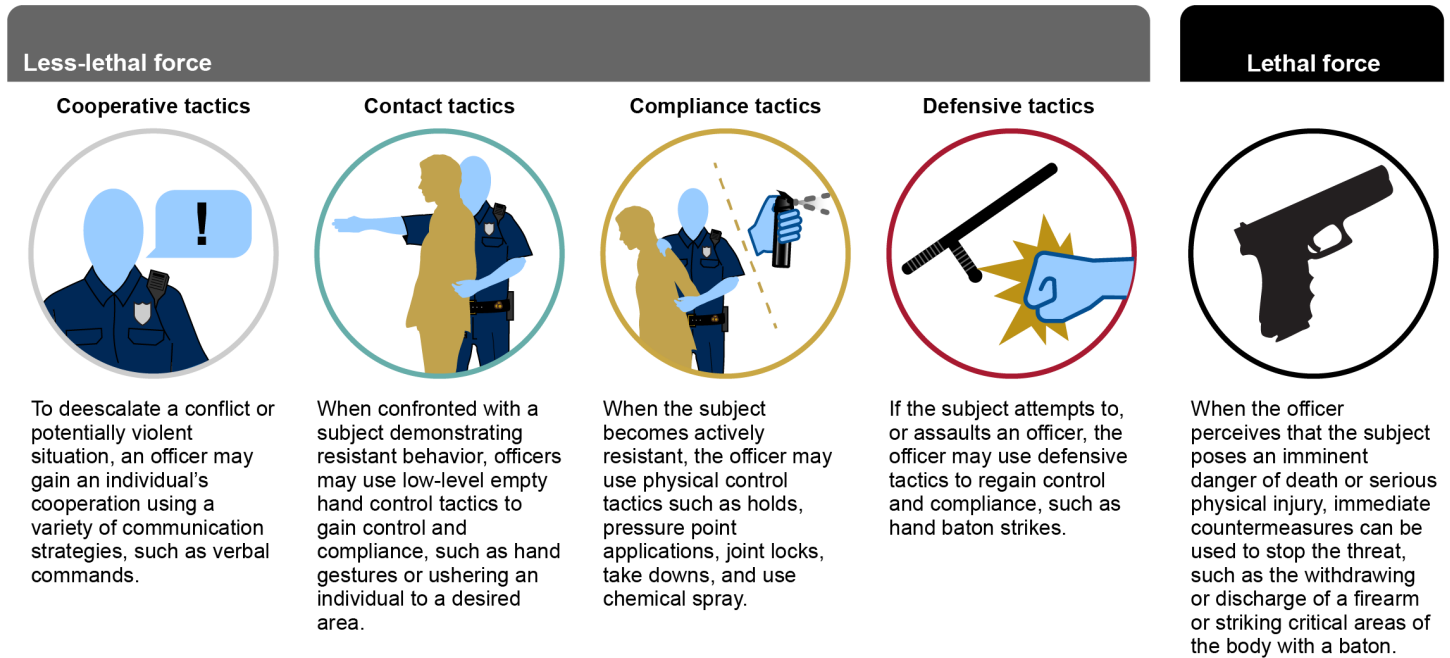 Less-lethal force
Lethal force
Cooperative tactics
To deescalate a conflict or
potentially violent
situation, an officer may
gain an individual's
cooperation using a
variety of communication
strategies, such as verbal
commands.
Contact tactics
When confronted with a
subject demonstrating
resistant behavior, officers
may use low-level empty
hand control tactics to
gain control and
compliance, such as hand
gestures or ushering an
individual to a desired
area.
Compliance tactics
When the subject
becomes actively
resistant, the officer may
use physical control
tactics such as holds,
pressure point
applications, joint locks,
take downs, and use
chemical spray.
Defensive tactics
If the subject attempts to,
or assaults an officer, the
officer may use defensive
tactics to regain control
and compliance, such as
hand baton strikes.
When the officer
perceives that the subject
poses an imminent
danger of death or serious
physical injury, immediate
countermeasures can be
used to stop the threat,
such as the withdrawing
or discharge of a firearm
or striking critical areas of
the body with a baton.
!